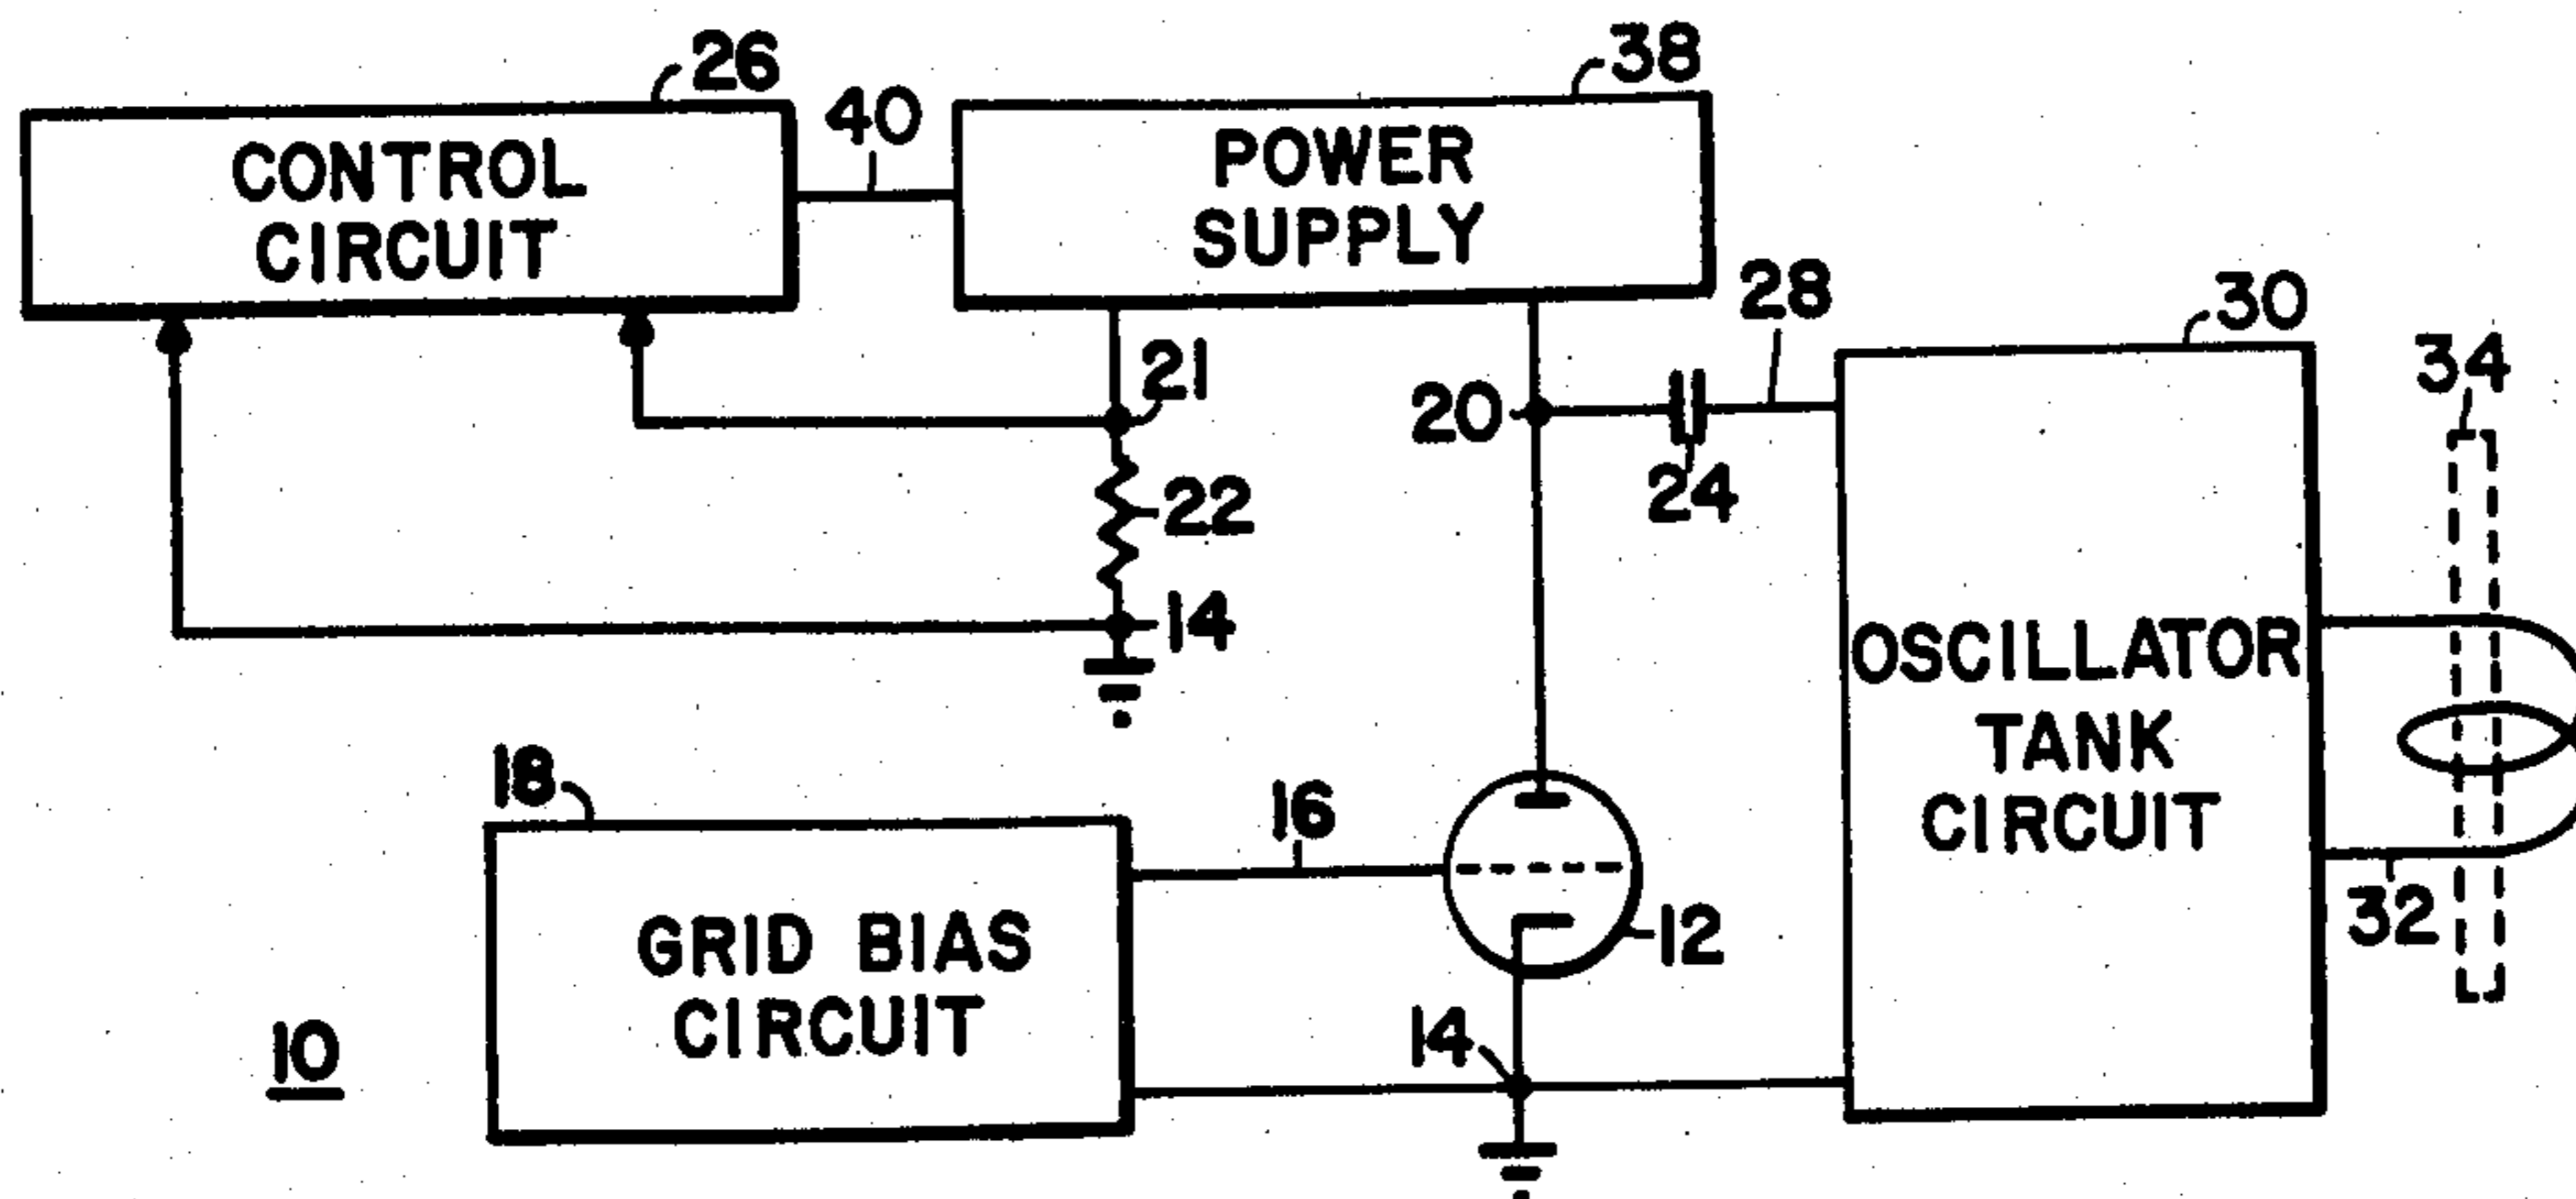 26
38
40
CONTROL
CIRCUIT
POWER
SUPPLY
28
30
21
34
20
24
22
14
OSCILLATOR
TANK
CIRCUIT
18
16
GRID BIAS
CIRCUIT
12
32
14
10